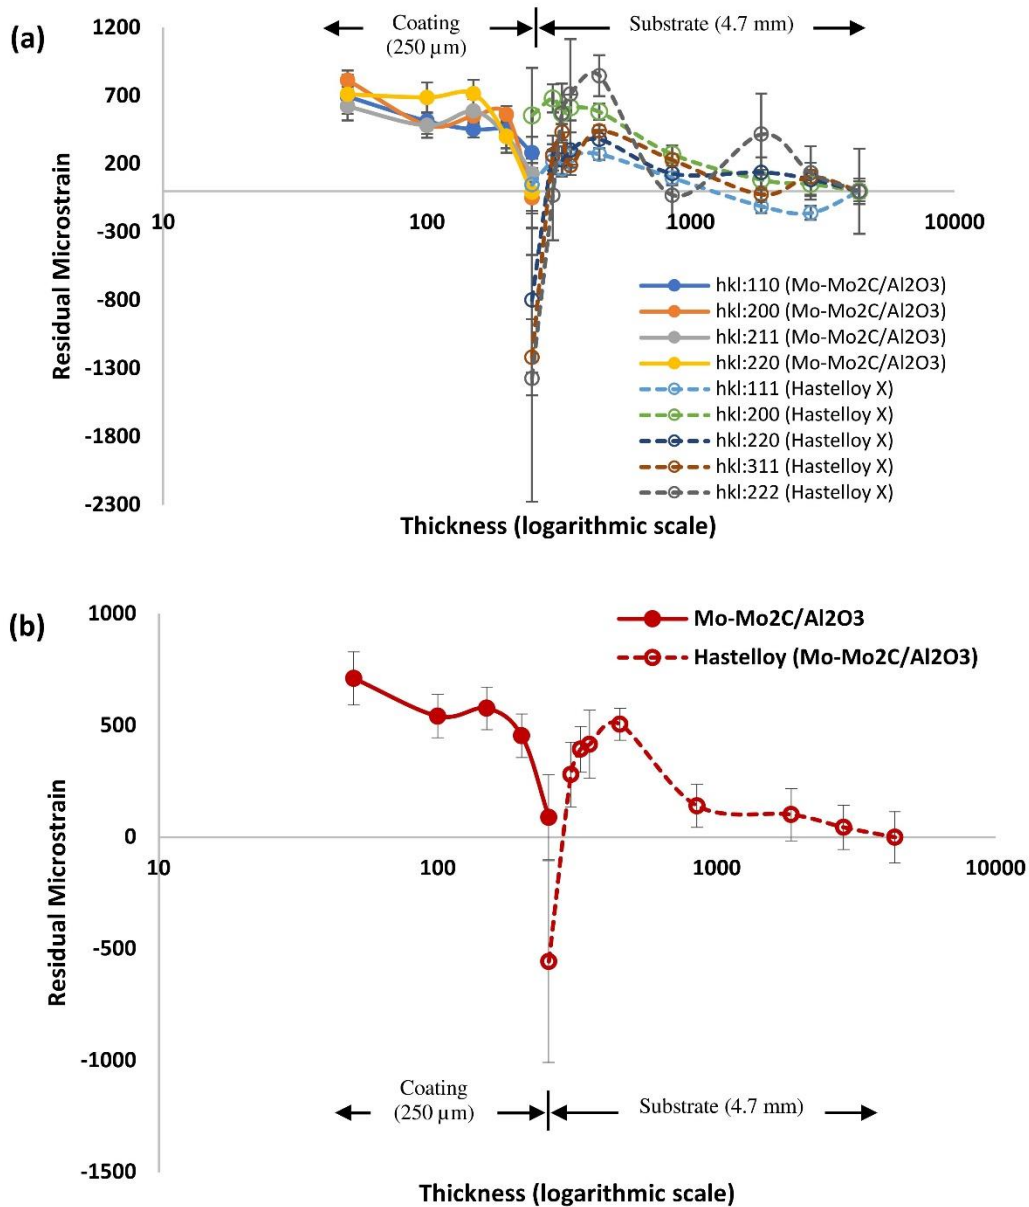 (a)
1200
700
200
-300
-800
-1300
-1800
-2300
Residual Microstrain
Coating
(250 µm)
Substrate (4.7 mm)
10
100
1000
10000
hkl:110 (Mo-Mo2C/Al2O3)
hkl:200 (Mo-Mo2C/Al2O3)
hkl:211 (Mo-Mo2C/Al2O3)
hkl:220 (Mo-Mo2C/Al2O3)
hkl:111 (Hastelloy X)
hkl:200 (Hastelloy X)
hkl:220 (Hastelloy X)
hkl:311 (Hastelloy X)
hkl:222 (Hastelloy X)
Thickness (logarithmic scale)
(b)
1000
500
0
-500
-1000
-1500
Residual Microstrain
Mo-Mo2C/Al2O3
Hastelloy (Mo-Mo2C/Al2O3)
10
100
1000
10000
Coating
(250 µm)
Substrate (4.7 mm)
Thickness (logarithmic scale)